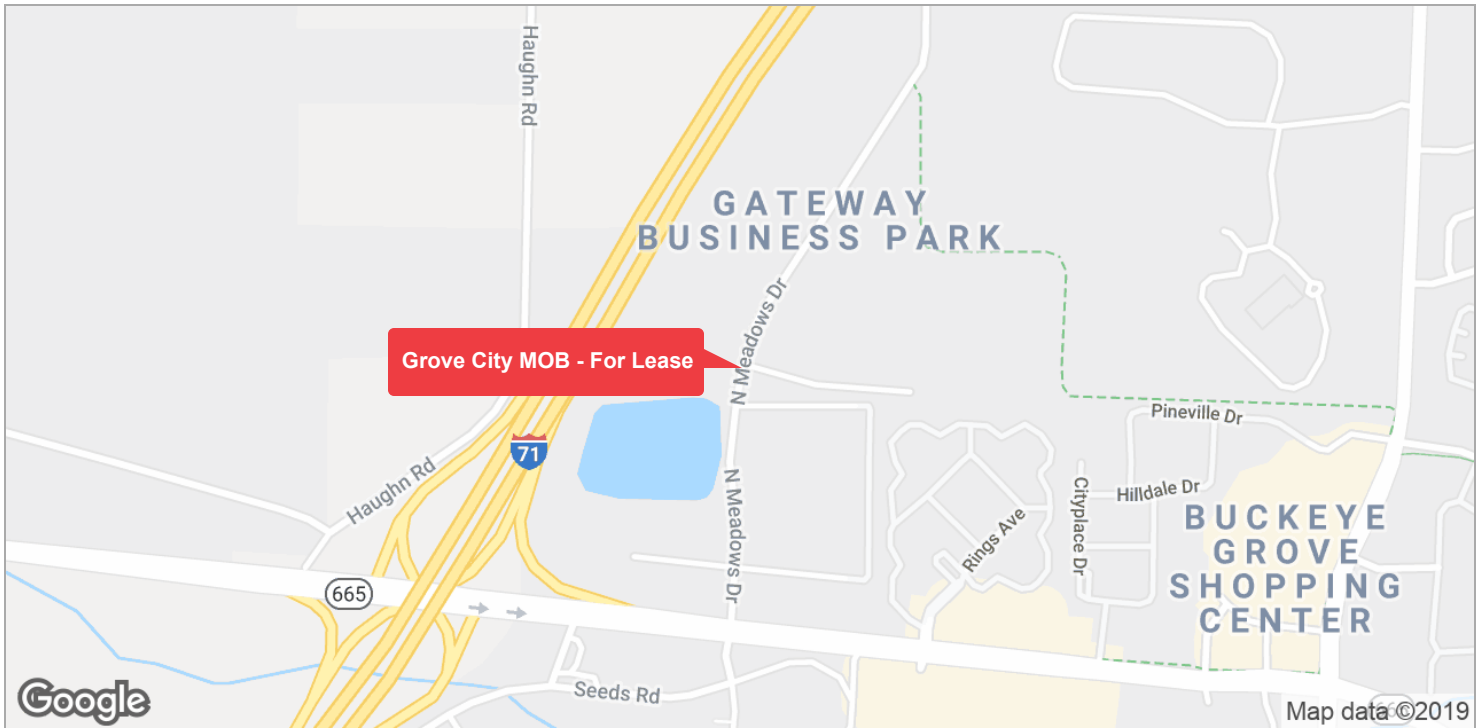 Haughn Rd
GATEWAY
BUSINESS PARK
N Meadows Dr
Grove City MOB - For Lease
71
Haughn Rd
N Meadows Dr
Pineville Dr
Hilldale Dr
Cityplace Dr
Rings Ave
BUCKEYE
GROVE
SHOPPING
CENTER
665
Seeds Rd
Google
Map data ©2019